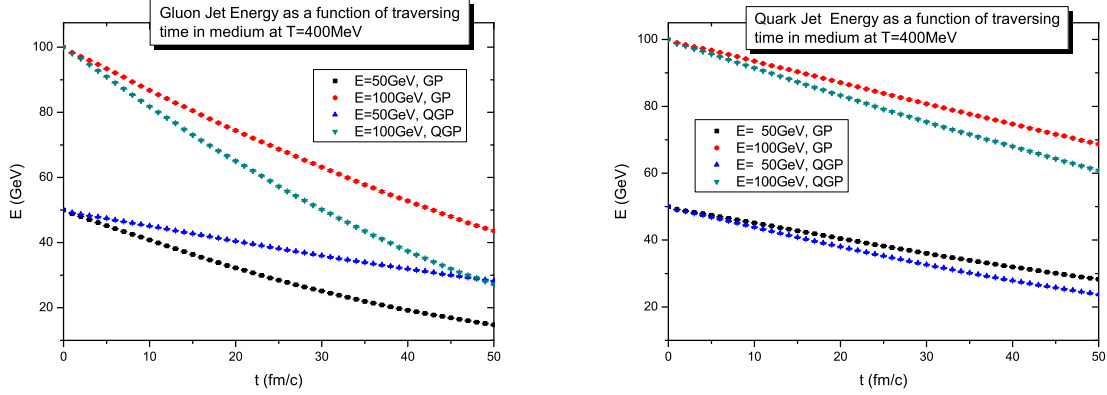 Gluon Jet Energy as a function of traversing
time in medium at T=400MeV
100
80
60
40
20
E (GeV)
E=50GeV, GP
E=100GeV, GP
E=50GeV, QGP
E=100GeV, QGP
0 10 20 30 40 50
t (fm/c)
Quark Jet Energy as a function of traversing
time in medium at T=400MeV
100
80
60
40
20
E (GeV)
E= 50GeV, GP
E=100GeV, GP
E= 50GeV, QGP
E=100GeV, QGP
0 10 20 30 40 50
t (fm/c)